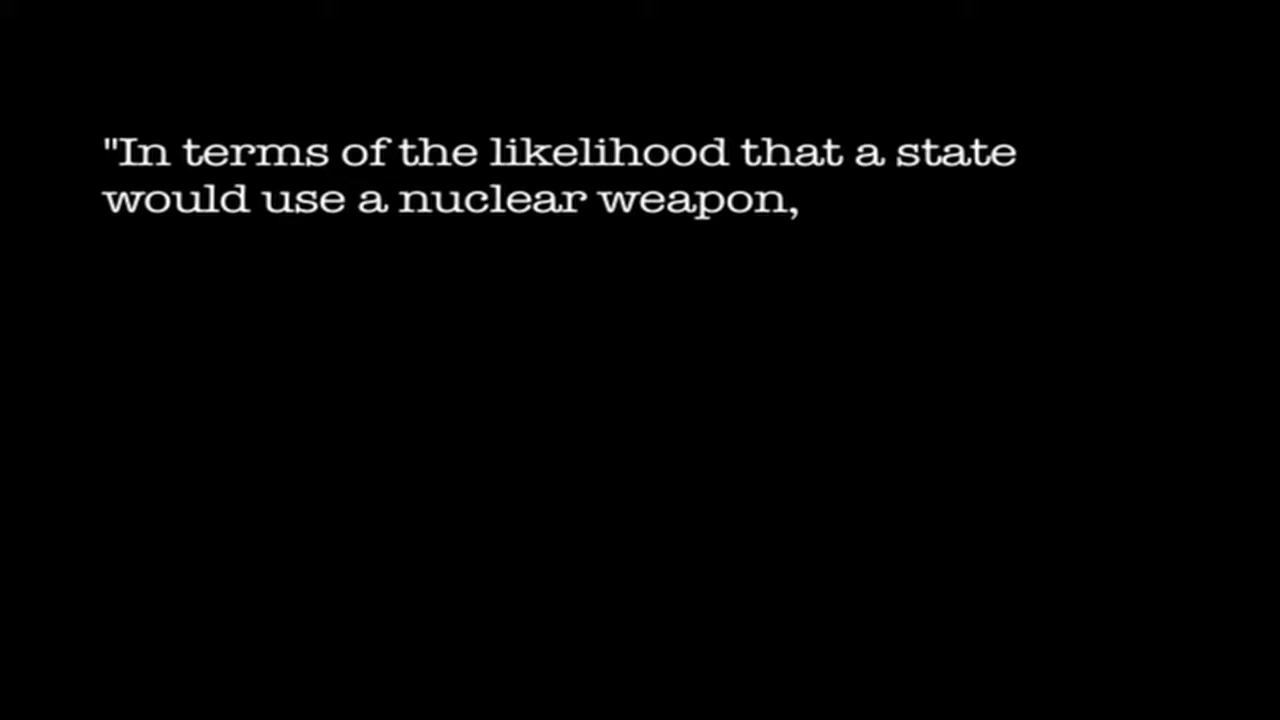 "In terms of the likelihood that a state
would use a nuclear weapon,